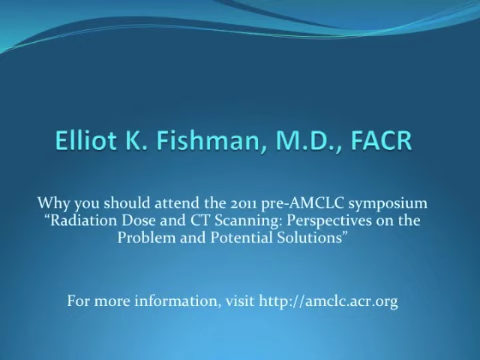 Elliot K. Fishman, M.D., FACR
Why you should attend the 2011 pre-AMCLC symposium
“Radiation Dose and CT Scanning: Perspectives on the
Problem and Potential Solutions”
For more information, visit http://amclc.acr.org